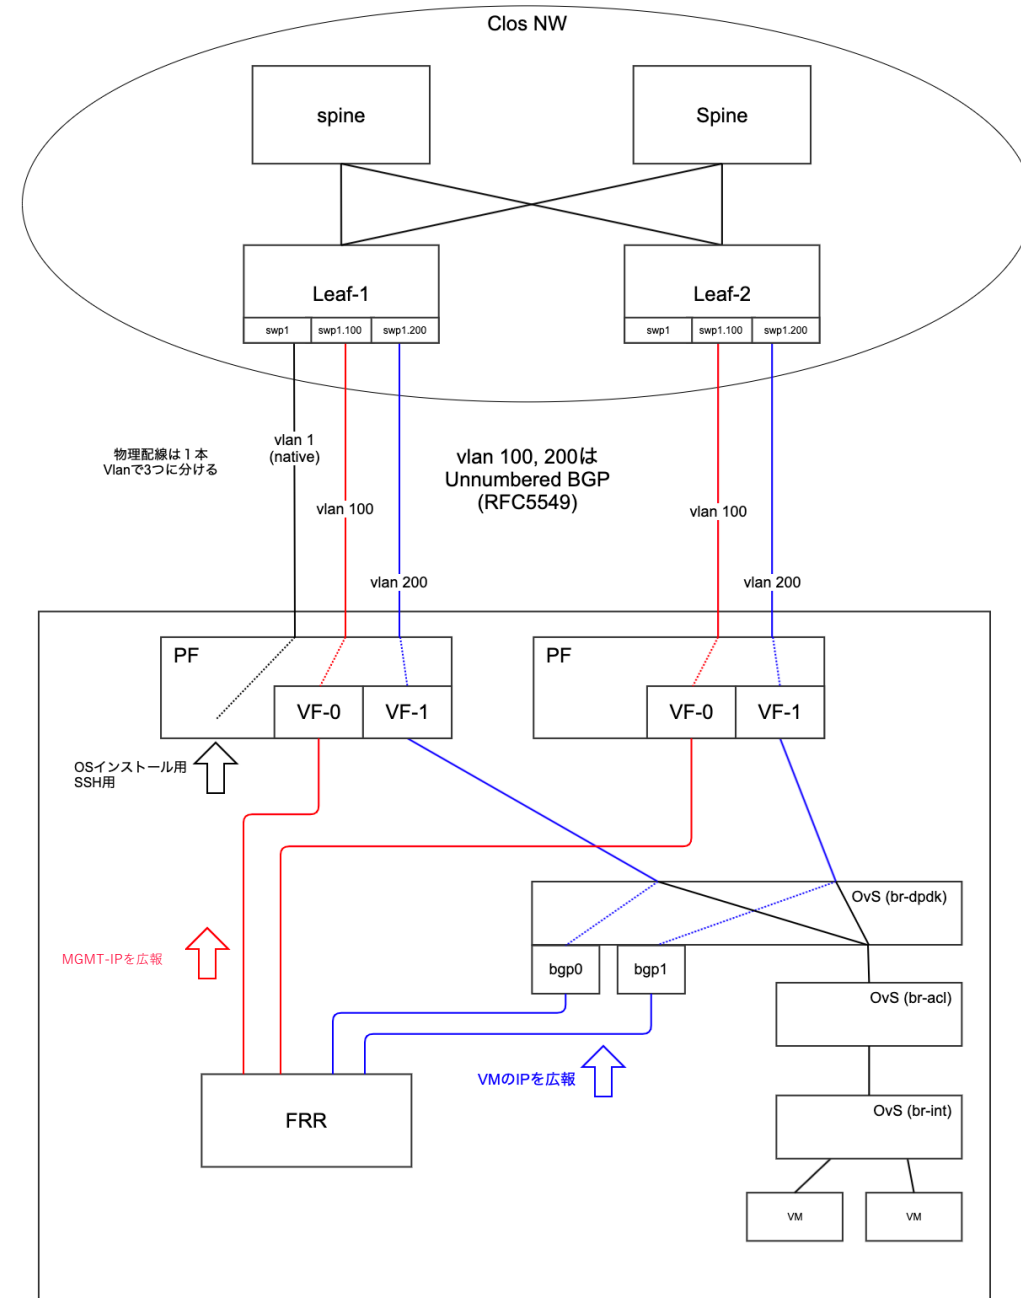 Clos NW
spine
Spine
Leaf-1
Leaf-2
swp1
swp1.100
swp1.200
swp1
swp1.100
swp1.200
vlan 1
(native)
物理配線は１本
Vlanで3つに分ける
vlan 100, 200は
Unnumbered BGP
(RFC5549)
vlan 100
vlan 100
vlan 200
vlan 200
PF
PF
VF-0
VF-1
VF-0
VF-1
OSインストール用
SSH用
OvS (br-dpdk)
MGMT-IPを広報
bgp0
bgp1
OvS (br-acl)
VMのIPを広報
FRR
OvS (br-int)
VM
VM